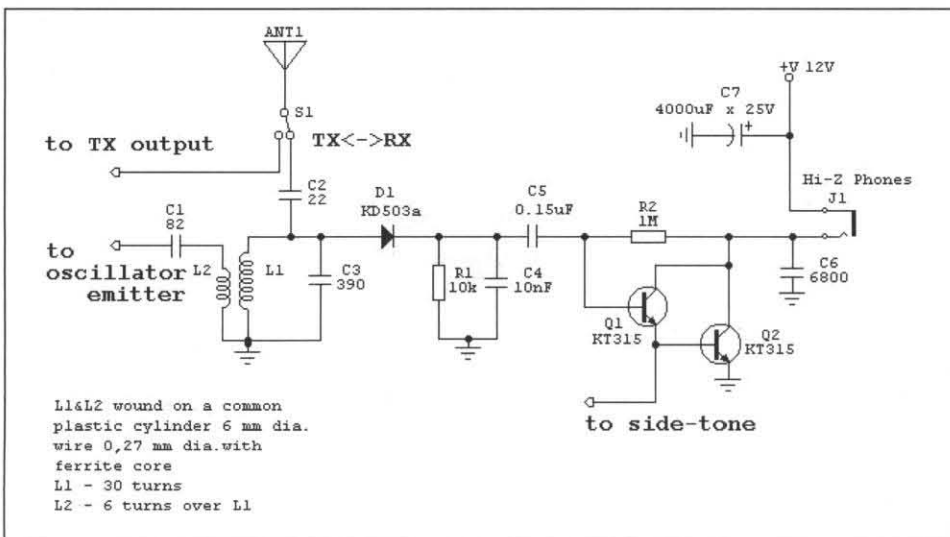 ANT1
S1
to TX output
TX<->RX
C2
22
D1
KD503a
C5
0.15uF
R2
1M
+V 12V
C7
4000uF x 25V
+
Hi-Z Phones
J1
C1
82
to
oscillator
emitter
L2
L1
C3
390
R1
10k
C4
10nF
C6
6800
Q1
KT315
Q2
KT315
to side-tone
L1&L2 wound on a common
plastic cylinder 6 mm dia.
wire 0,27 mm dia.with
ferrite core
L1 - 30 turns
L2 - 6 turns over L1